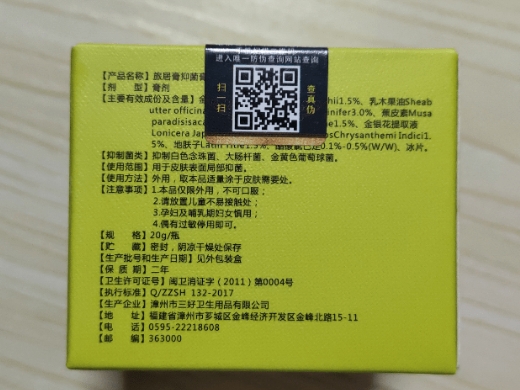 进入唯一防伪查询网站查询
扫一扫
查真伪
【产品名称】肤居膏抑菌膏
【剂 型】膏剂
【主要有效成份及含量】 hii1.5%、乳木果油Sheab
utter officina nifer3.0%、蕉皮素Musa
paradisisac e1.5%、金银花提取液
Lonicera Jap psChrysanthemi Indici1.
5%、地肤子 0.1%-0.5%(W/W)、冰片。
【抑制菌类】抑制白色念珠菌、大肠杆菌、金黄色葡萄球菌。
【使用范围】用于皮肤表面局部抑菌。
【使用方法】外用，取本品适量涂于皮肤需要处。
【注意事项】1.本品仅限外用，不可口服；
2.请放置儿童不易接触处；
3.孕妇及哺乳期妇女慎用；
4.偶有过敏停用即可。
【规 格】20g/瓶
【贮 藏】密封，阴凉干燥处保存
【生产批号和生产日期】见外包装盒
【保 质 期】二年
【卫生许可证号】闽卫消证字（2011）第0004号
【执行标准】Q/ZZSH 132-2017
【生产企业】漳州市三好卫生用品有限公司
【地 址】福建省漳州市芗城区金峰经济开发区金峰北路15-11
【电 话】0595-22218608
【邮 编】363000